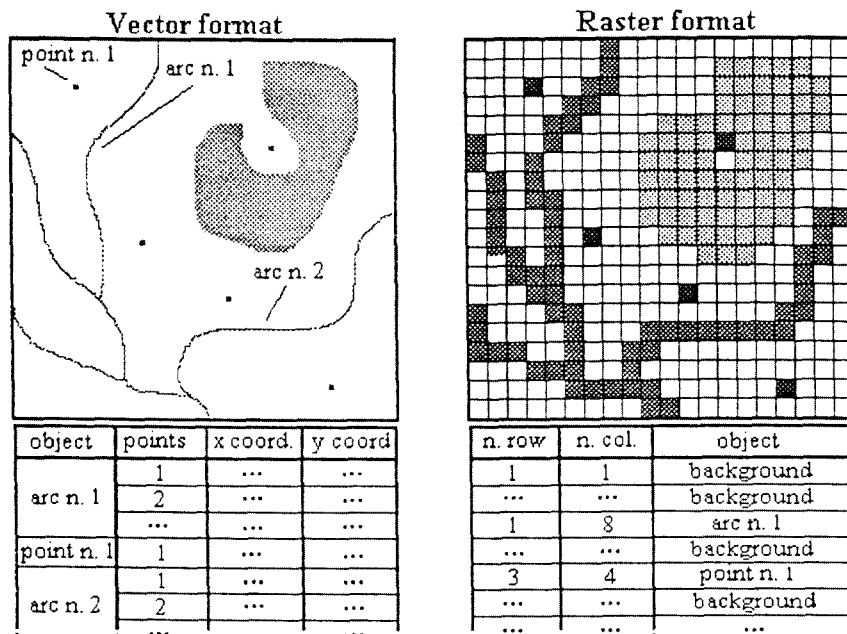 Vector format
point n. 1
arc n. 1
arc n. 2
object points x coord. y coord
arc n. 1
1 ... ...
2 ... ...
... ... ...
point n. 1 1 ... ...
arc n. 2
1 ... ...
2 ... ...
... ...
Raster format
n. row n. col. object
1 1 background
... ... background
1 8 arc n. 1
... ... background
3 4 point n. 1
... ... background
... ... ...